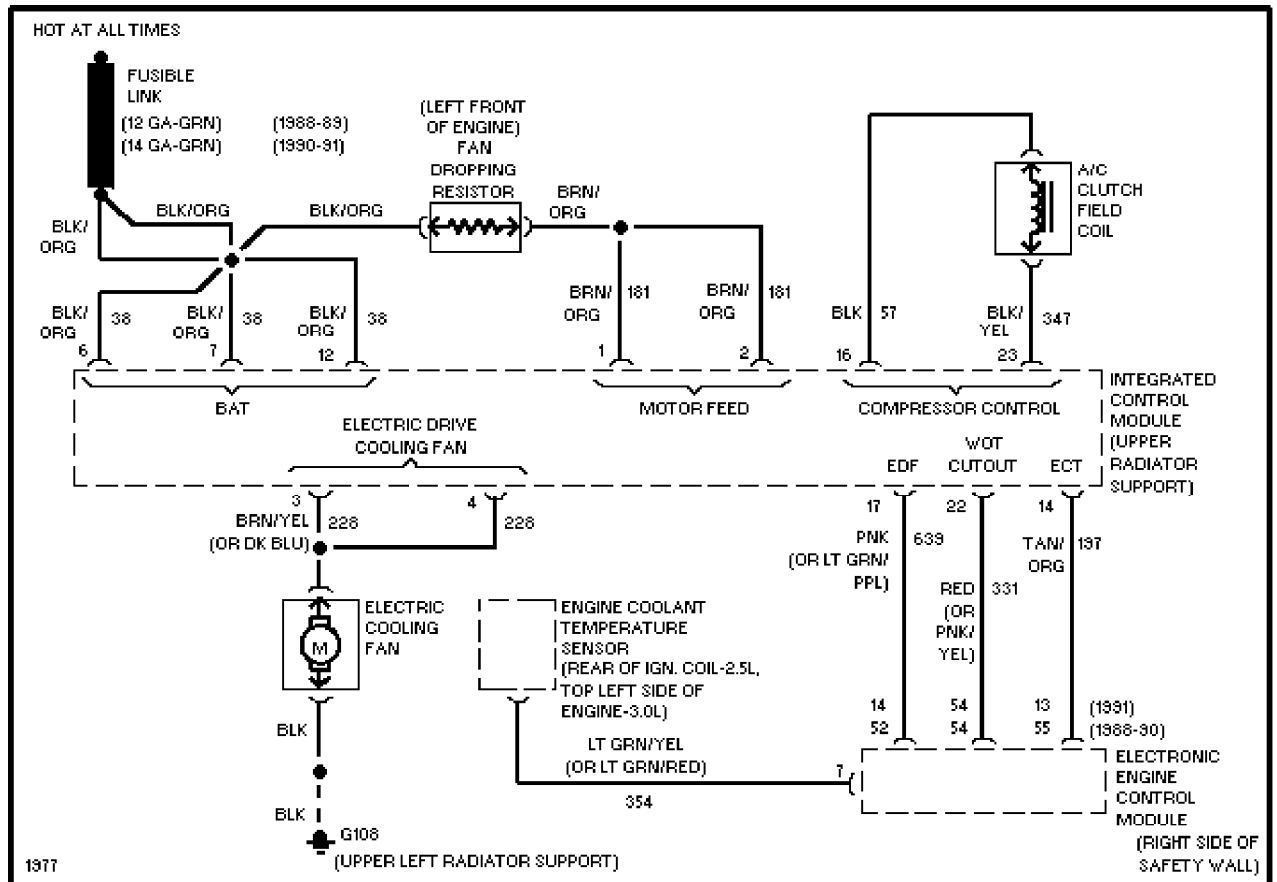 HOT AT ALL TIMES
FUSIBLE
LINK
(12 GA-GRN) (1988-89)
(14 GA-GRN) (1990-91)
(LEFT FRONT
OF ENGINE)
FAN
DROPPING
RESISTOR
BRN/
ORG
A/C
CLUTCH
FIELD
COIL
BLK/
ORG
BLK/ORG
BLK/ORG
BLK/
ORG
38
6
BLK/
ORG
38
7
BLK/
ORG
38
12
BRN/
ORG
181
1
BRN/
ORG
181
2
BLK
57
16
BLK/
YEL
347
23
BAT
MOTOR FEED
COMPRESSOR CONTROL
INTEGRATED
CONTROL
MODULE
(UPPER
RADIATOR
SUPPORT)
ELECTRIC DRIVE
COOLING FAN
EDF
WOT
CUTOUT
ECT
3
4
17
22
14
BRN/YEL
(OR DK BLU)
228
228
PNK
(OR LT GRN/
PPL)
639
RED
(OR
PNK/
YEL)
331
TAN/
ORG
197
ELECTRIC
COOLING
FAN
M
ENGINE COOLANT
TEMPERATURE
SENSOR
(REAR OF IGN. COIL-2.5L,
TOP LEFT SIDE OF
ENGINE-3.0L)
14 54 13 (1991)
52 54 55 (1988-90)
BLK
LT GRN/YEL
(OR LT GRN/RED)
354
7
ELECTRONIC
ENGINE
CONTROL
MODULE
(RIGHT SIDE OF
SAFETY WALL)
BLK
G108
(UPPER LEFT RADIATOR SUPPORT)
1977